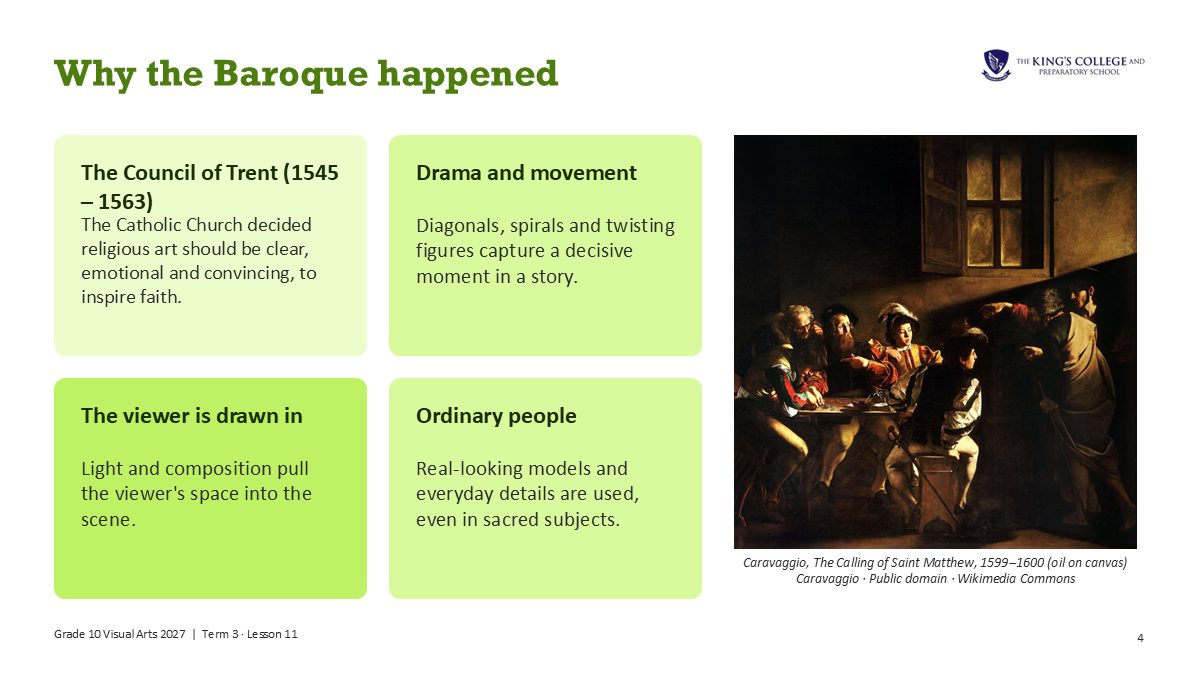 Why the Baroque happened
THE KING'S COLLEGE AND
PREPARATORY SCHOOL
The Council of Trent (1545
– 1563)
The Catholic Church decided
religious art should be clear,
emotional and convincing, to
inspire faith.
Drama and movement
Diagonals, spirals and twisting
figures capture a decisive
moment in a story.
The viewer is drawn in
Light and composition pull
the viewer's space into the
scene.
Ordinary people
Real-looking models and
everyday details are used,
even in sacred subjects.
Caravaggio, The Calling of Saint Matthew, 1599–1600 (oil on canvas)
Caravaggio · Public domain · Wikimedia Commons
Grade 10 Visual Arts 2027 | Term 3 · Lesson 11
4